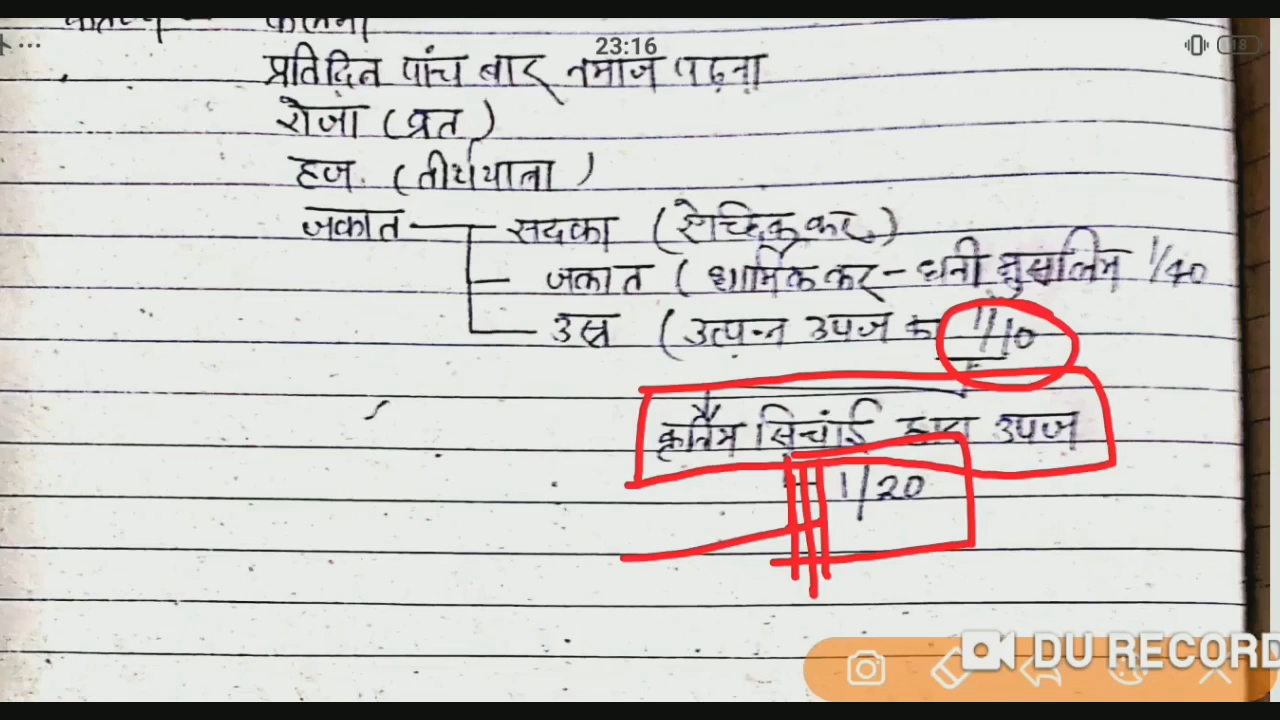 23:16
18
प्रतिदिन पांच बार नमाज पढ़ना
रोजा (व्रत)
हज. (तीर्थयात्रा)
जकात सदका (स्वेच्छिक कर)
जकात (धार्मिक कर - धनी मुसलिम 1/40
उस्र (उत्पन्न उपज का 1/10
कृत्रिम सिचांई द्वारा उपज
1/20
DU RECORD